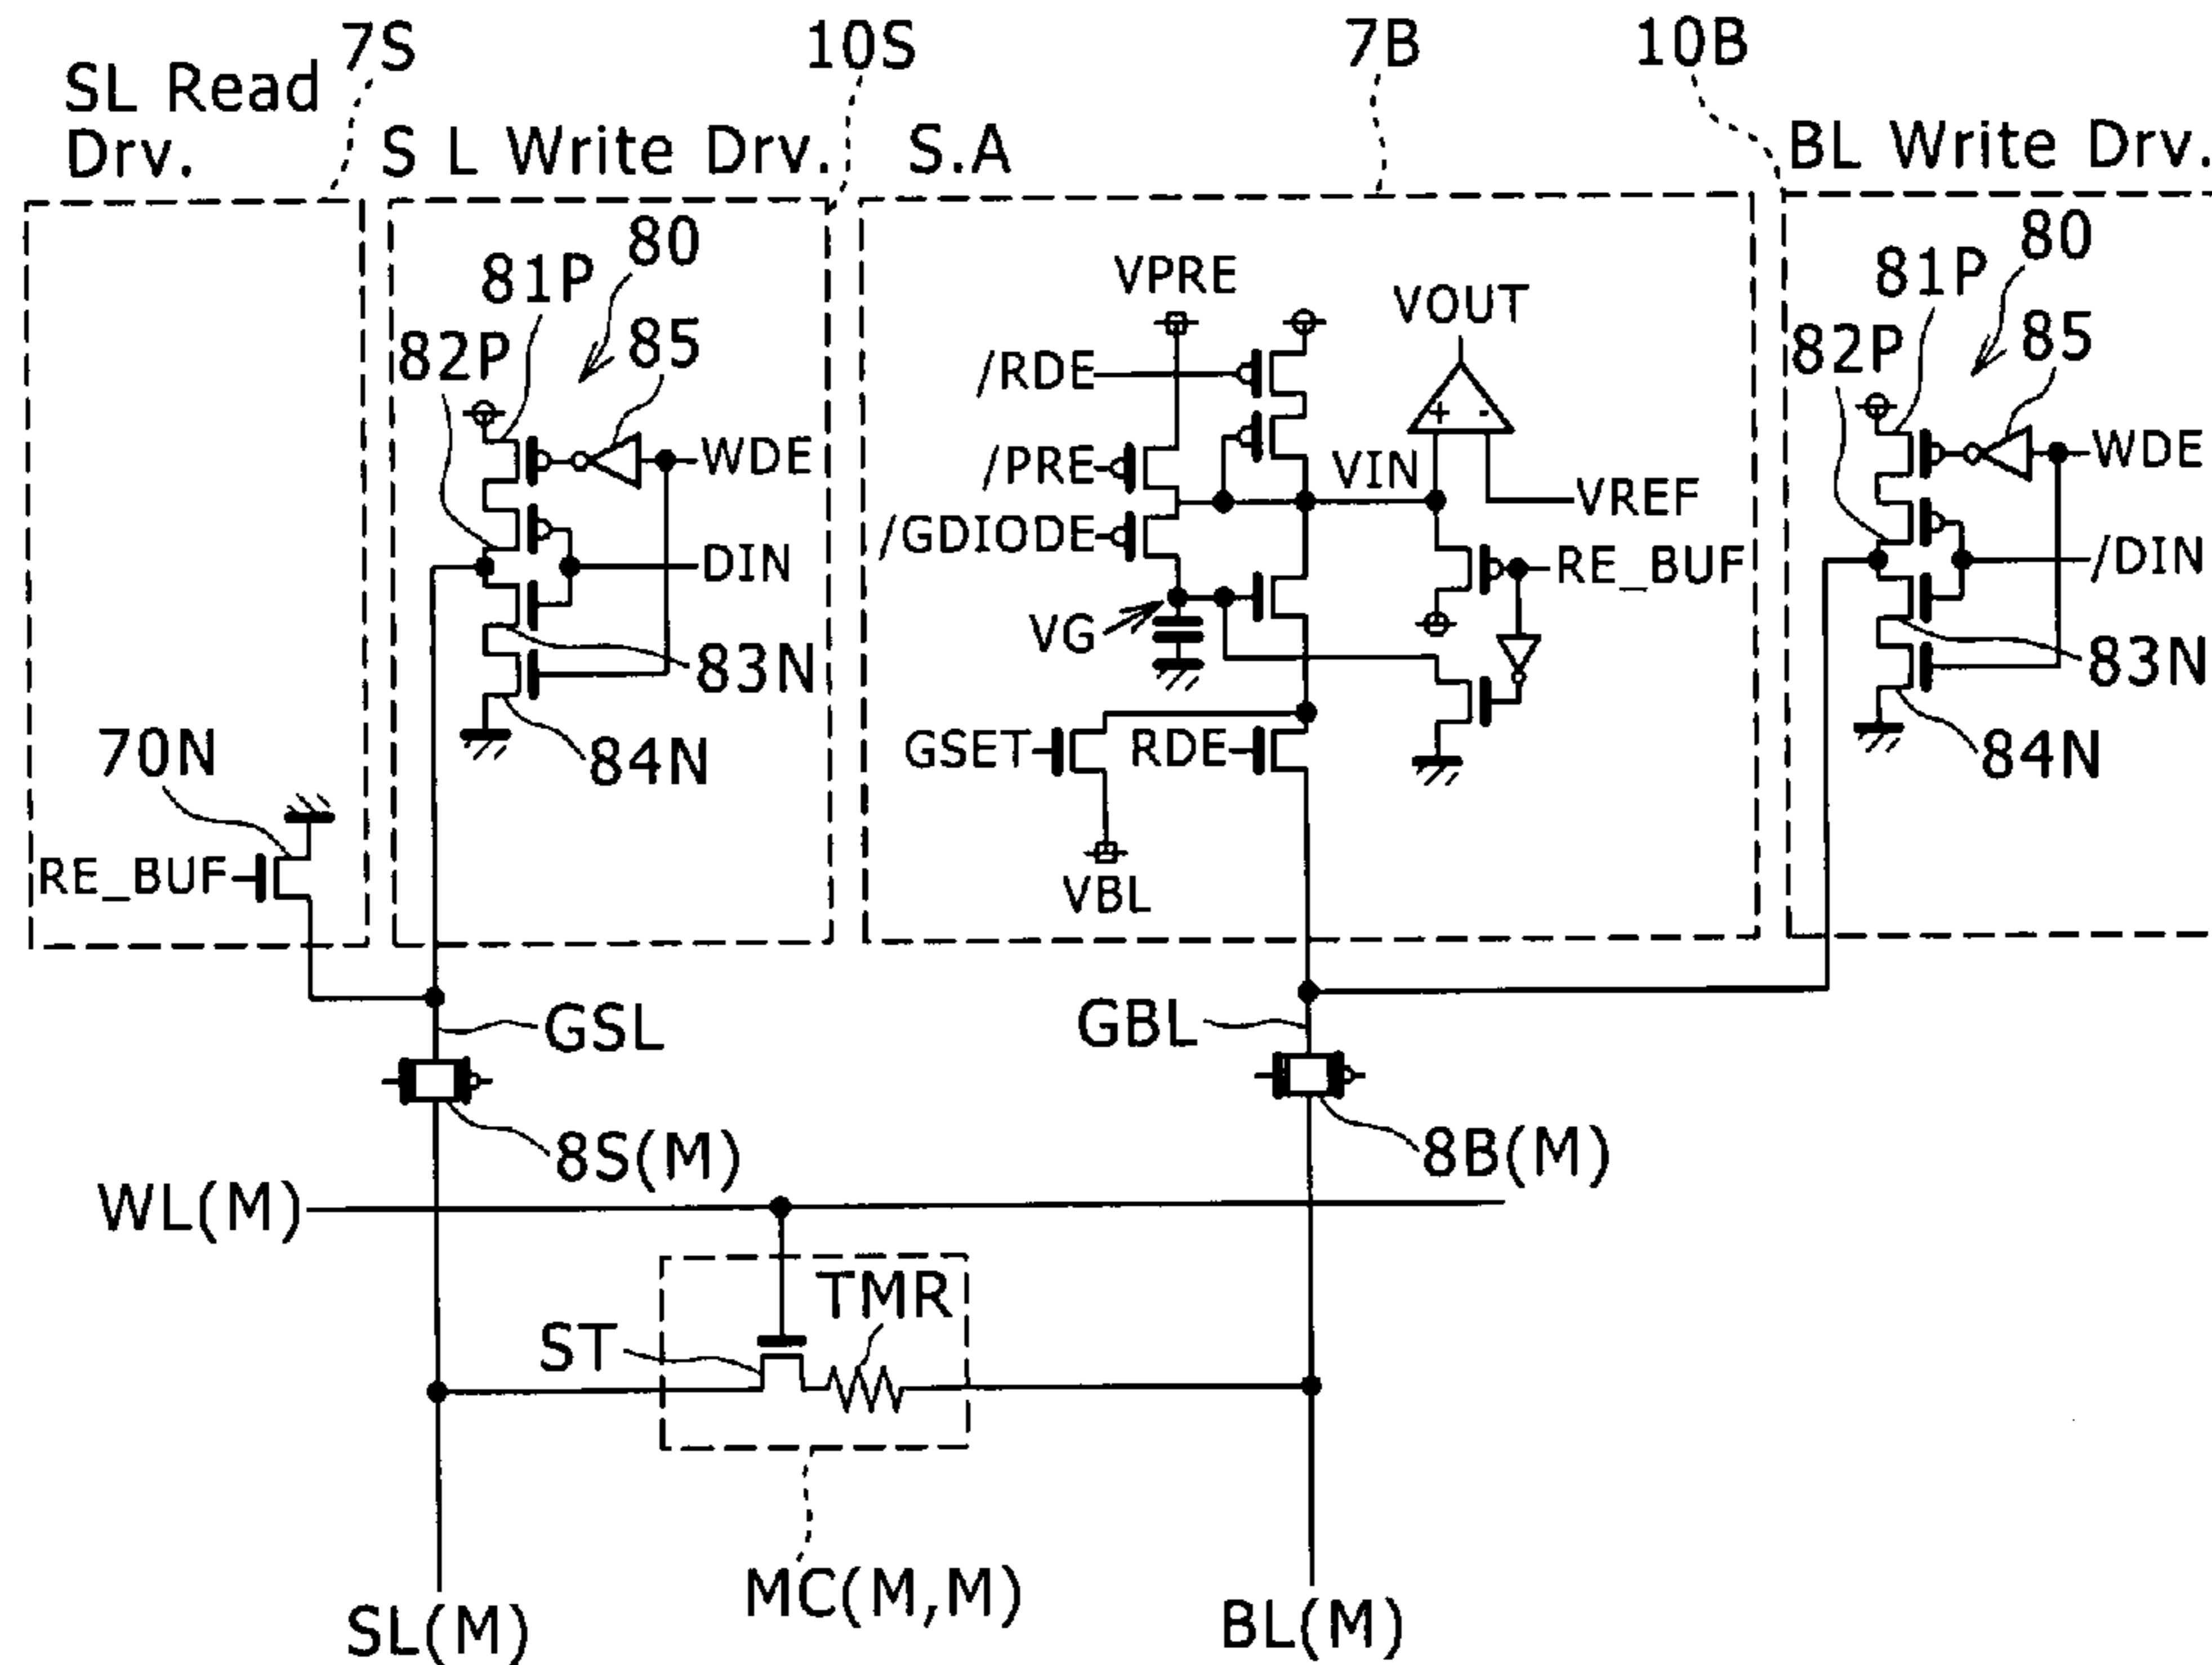 7S 10S 7B 10B
SL Read
Drv.
S L Write Drv.
S.A
BL Write Drv.
80
81P
82P
85
WDE
DIN
83N
84N
70N
RE_BUF
VPRE
VOUT
/RDE
/PRE
VIN
+ -
VREF
/GDIODE
RE_BUF
VG
GSET
RDE
VBL
80
81P
82P
85
WDE
/DIN
83N
84N
GSL
GBL
8S(M)
8B(M)
WL(M)
TMR
ST
MC(M,M)
SL(M)
BL(M)